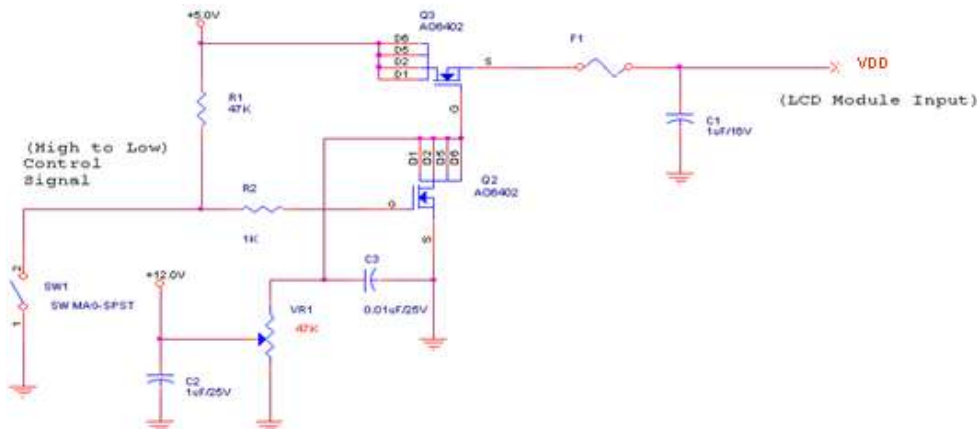 +5.0V
Q3
AO6402
F1
D6
D5
D2
D1
S
VDD
R1
47K
G
(LCD Module Input)
C1
1uF/16V
(High to Low)
Control
Signal
D1
D2
D5
D6
Q2
AO6402
R2
G
1K
S
2
SW1
SW MAG-SPST
1
+12.0V
C3
0.01uF/25V
VR1
47K
C2
1uF/25V